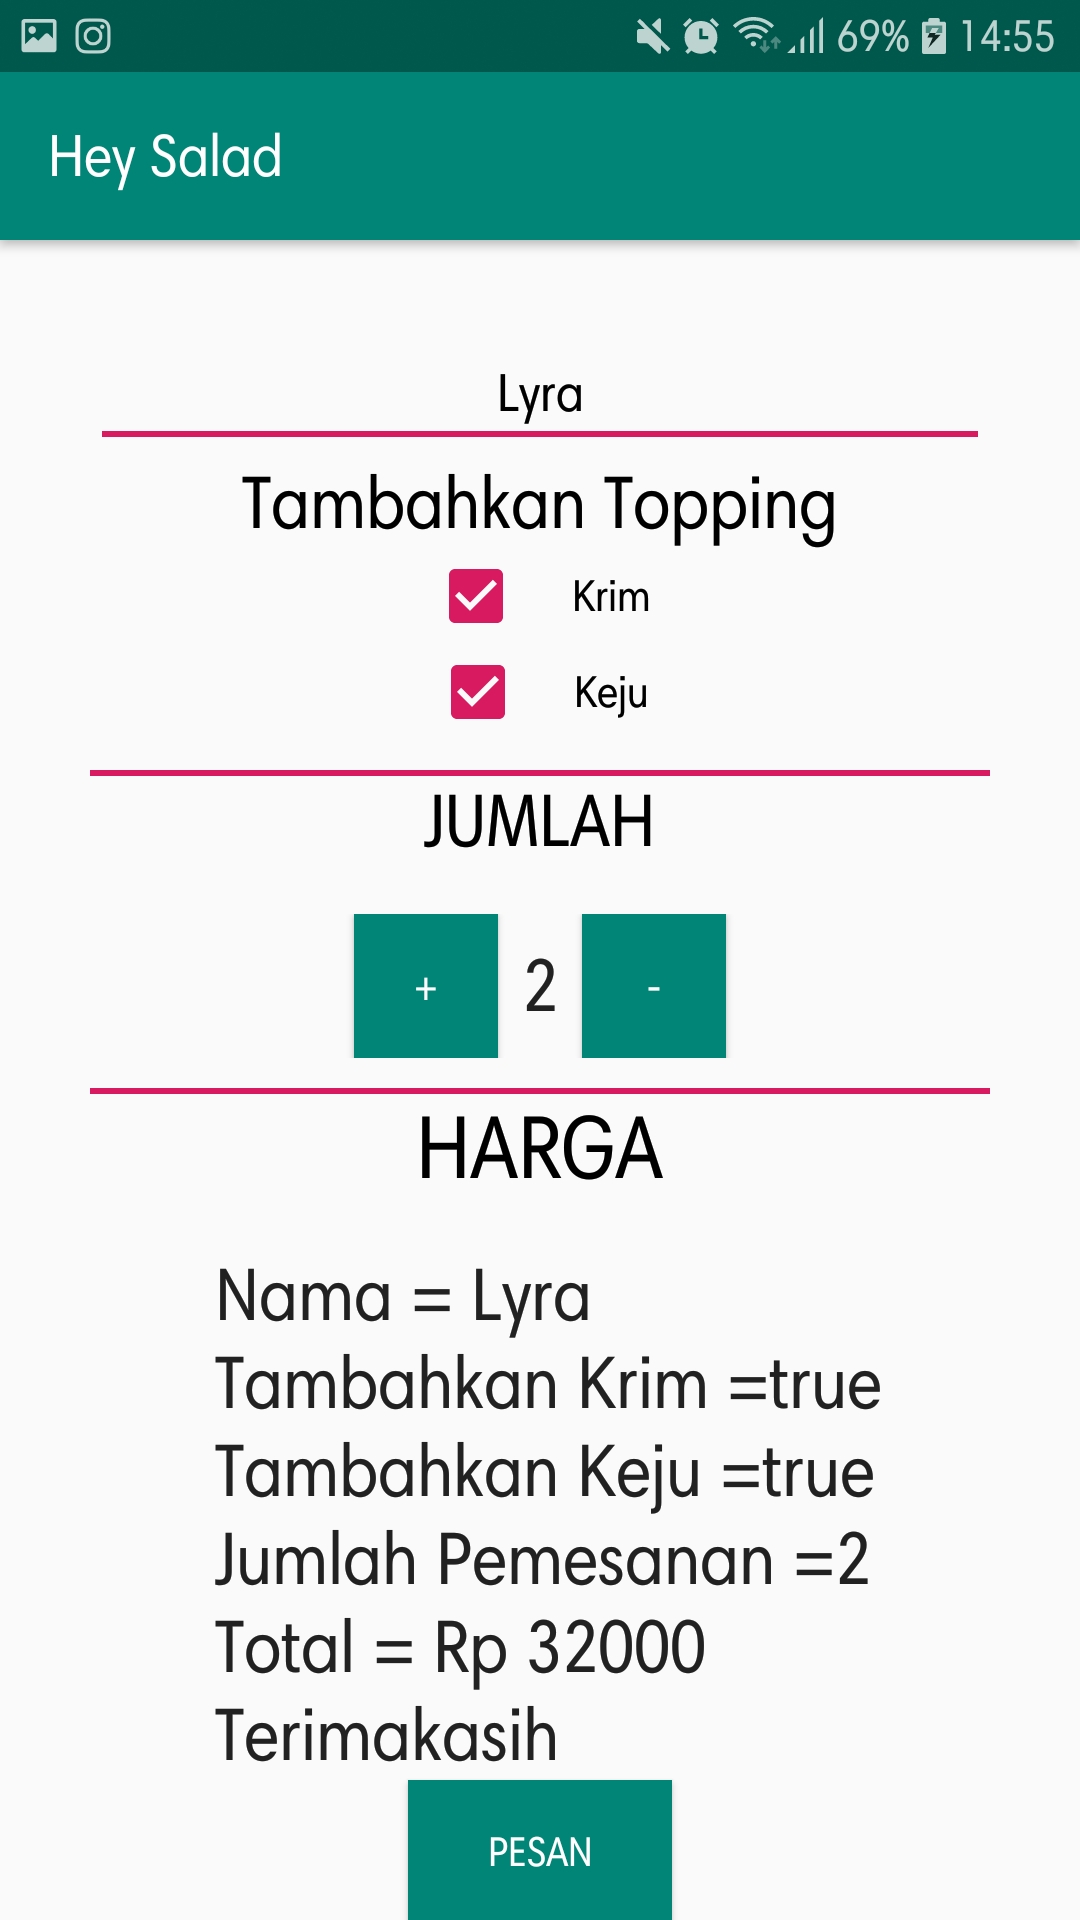 69% 14:55
Hey Salad
Lyra
Tambahkan Topping
Krim
Keju
JUMLAH
+ 2 -
HARGA
Nama = Lyra
Tambahkan Krim =true
Tambahkan Keju =true
Jumlah Pemesanan =2
Total = Rp 32000
Terimakasih
PESAN